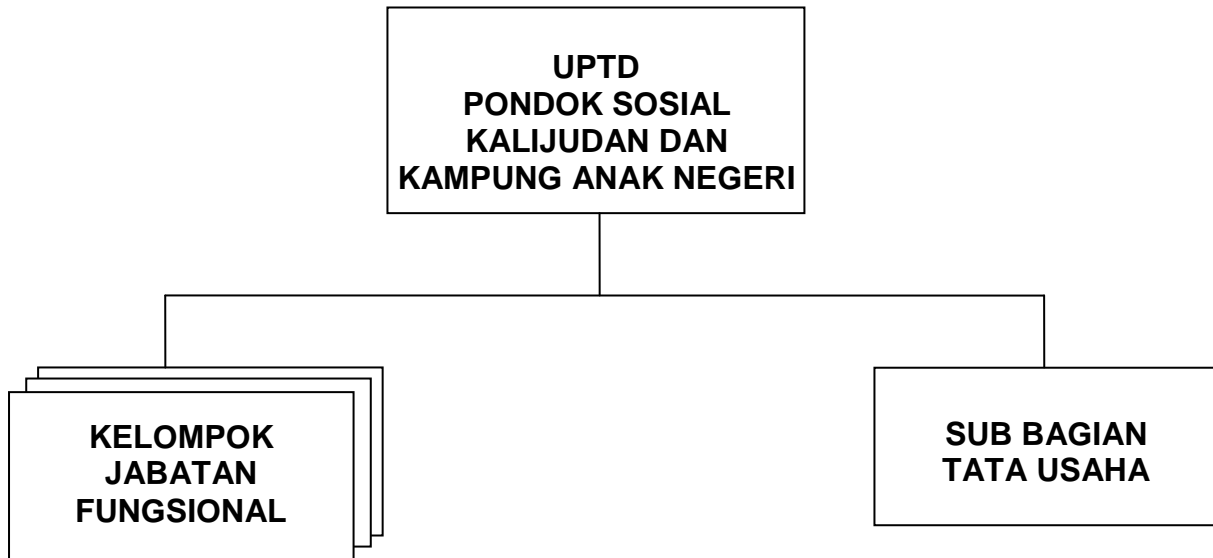 UPTD
PONDOK SOSIAL
KALIJUDAN DAN
KAMPUNG ANAK NEGERI
KELOMPOK
JABATAN
FUNGSIONAL
SUB BAGIAN
TATA USAHA